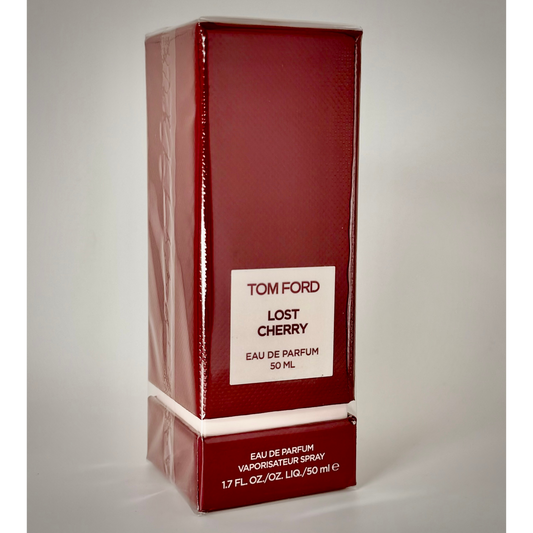 TOM FORD
LOST
CHERRY
EAU DE PARFUM
50 ML
EAU DE PARFUM
VAPORISATEUR SPRAY
1.7 FL. OZ./OZ. LIQ./50 ml ℮